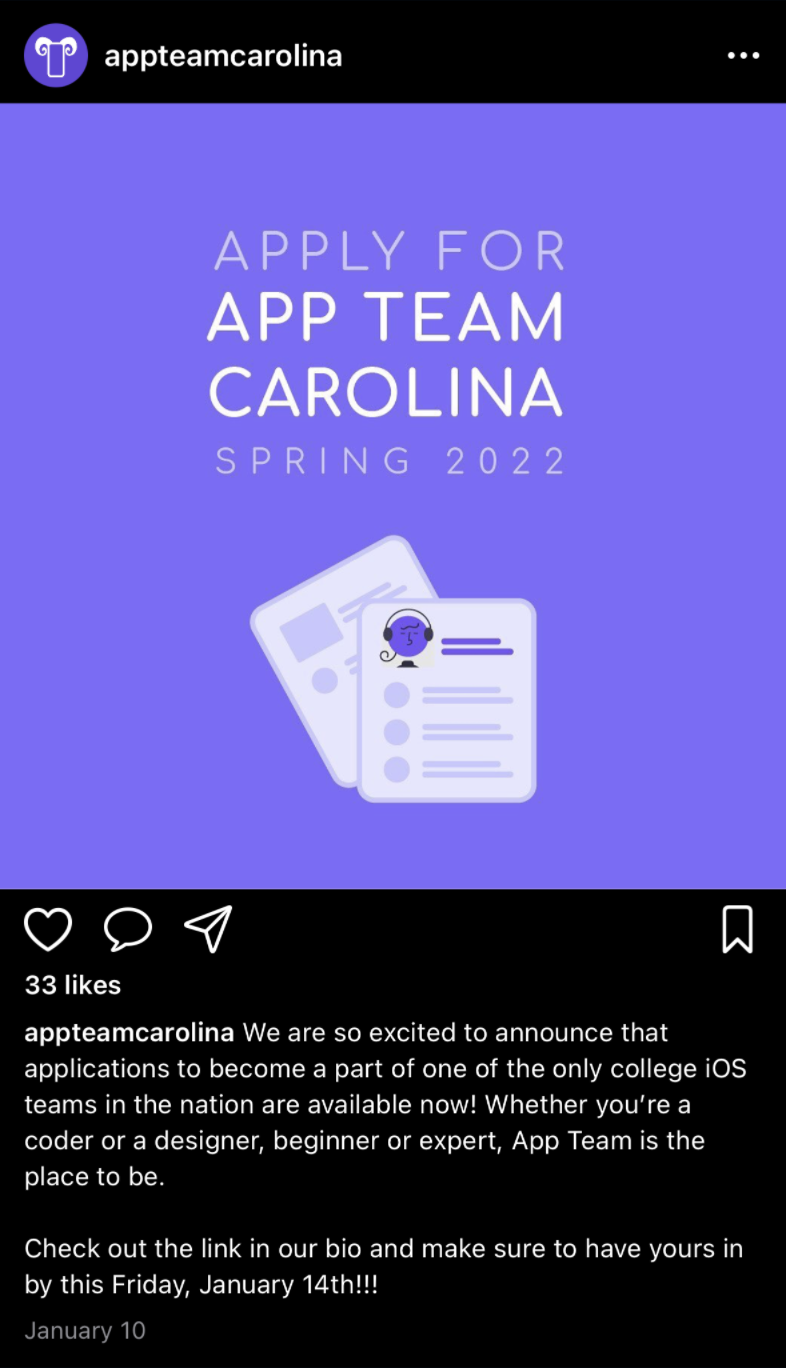 appteamcarolina
APPLY FOR
APP TEAM
CAROLINA
SPRING 2022
33 likes
appteamcarolina We are so excited to announce that
applications to become a part of one of the only college iOS
teams in the nation are available now! Whether you’re a
coder or a designer, beginner or expert, App Team is the
place to be.
Check out the link in our bio and make sure to have yours in
by this Friday, January 14th!!!
January 10